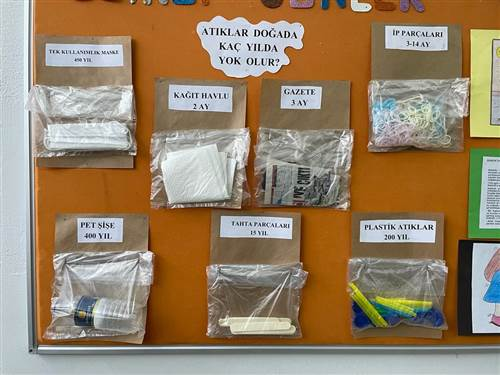 ATIKLAR DOĞADA
KAÇ YILDA
YOK OLUR?
TEK KULLANIMLIK MASKE
450 YIL
KAĞIT HAVLU
2 AY
GAZETE
3 AY
İP PARÇALARI
3-14 AY
PET ŞİŞE
400 YIL
TAHTA PARÇALARI
15 YIL
PLASTİK ATIKLAR
200 YIL